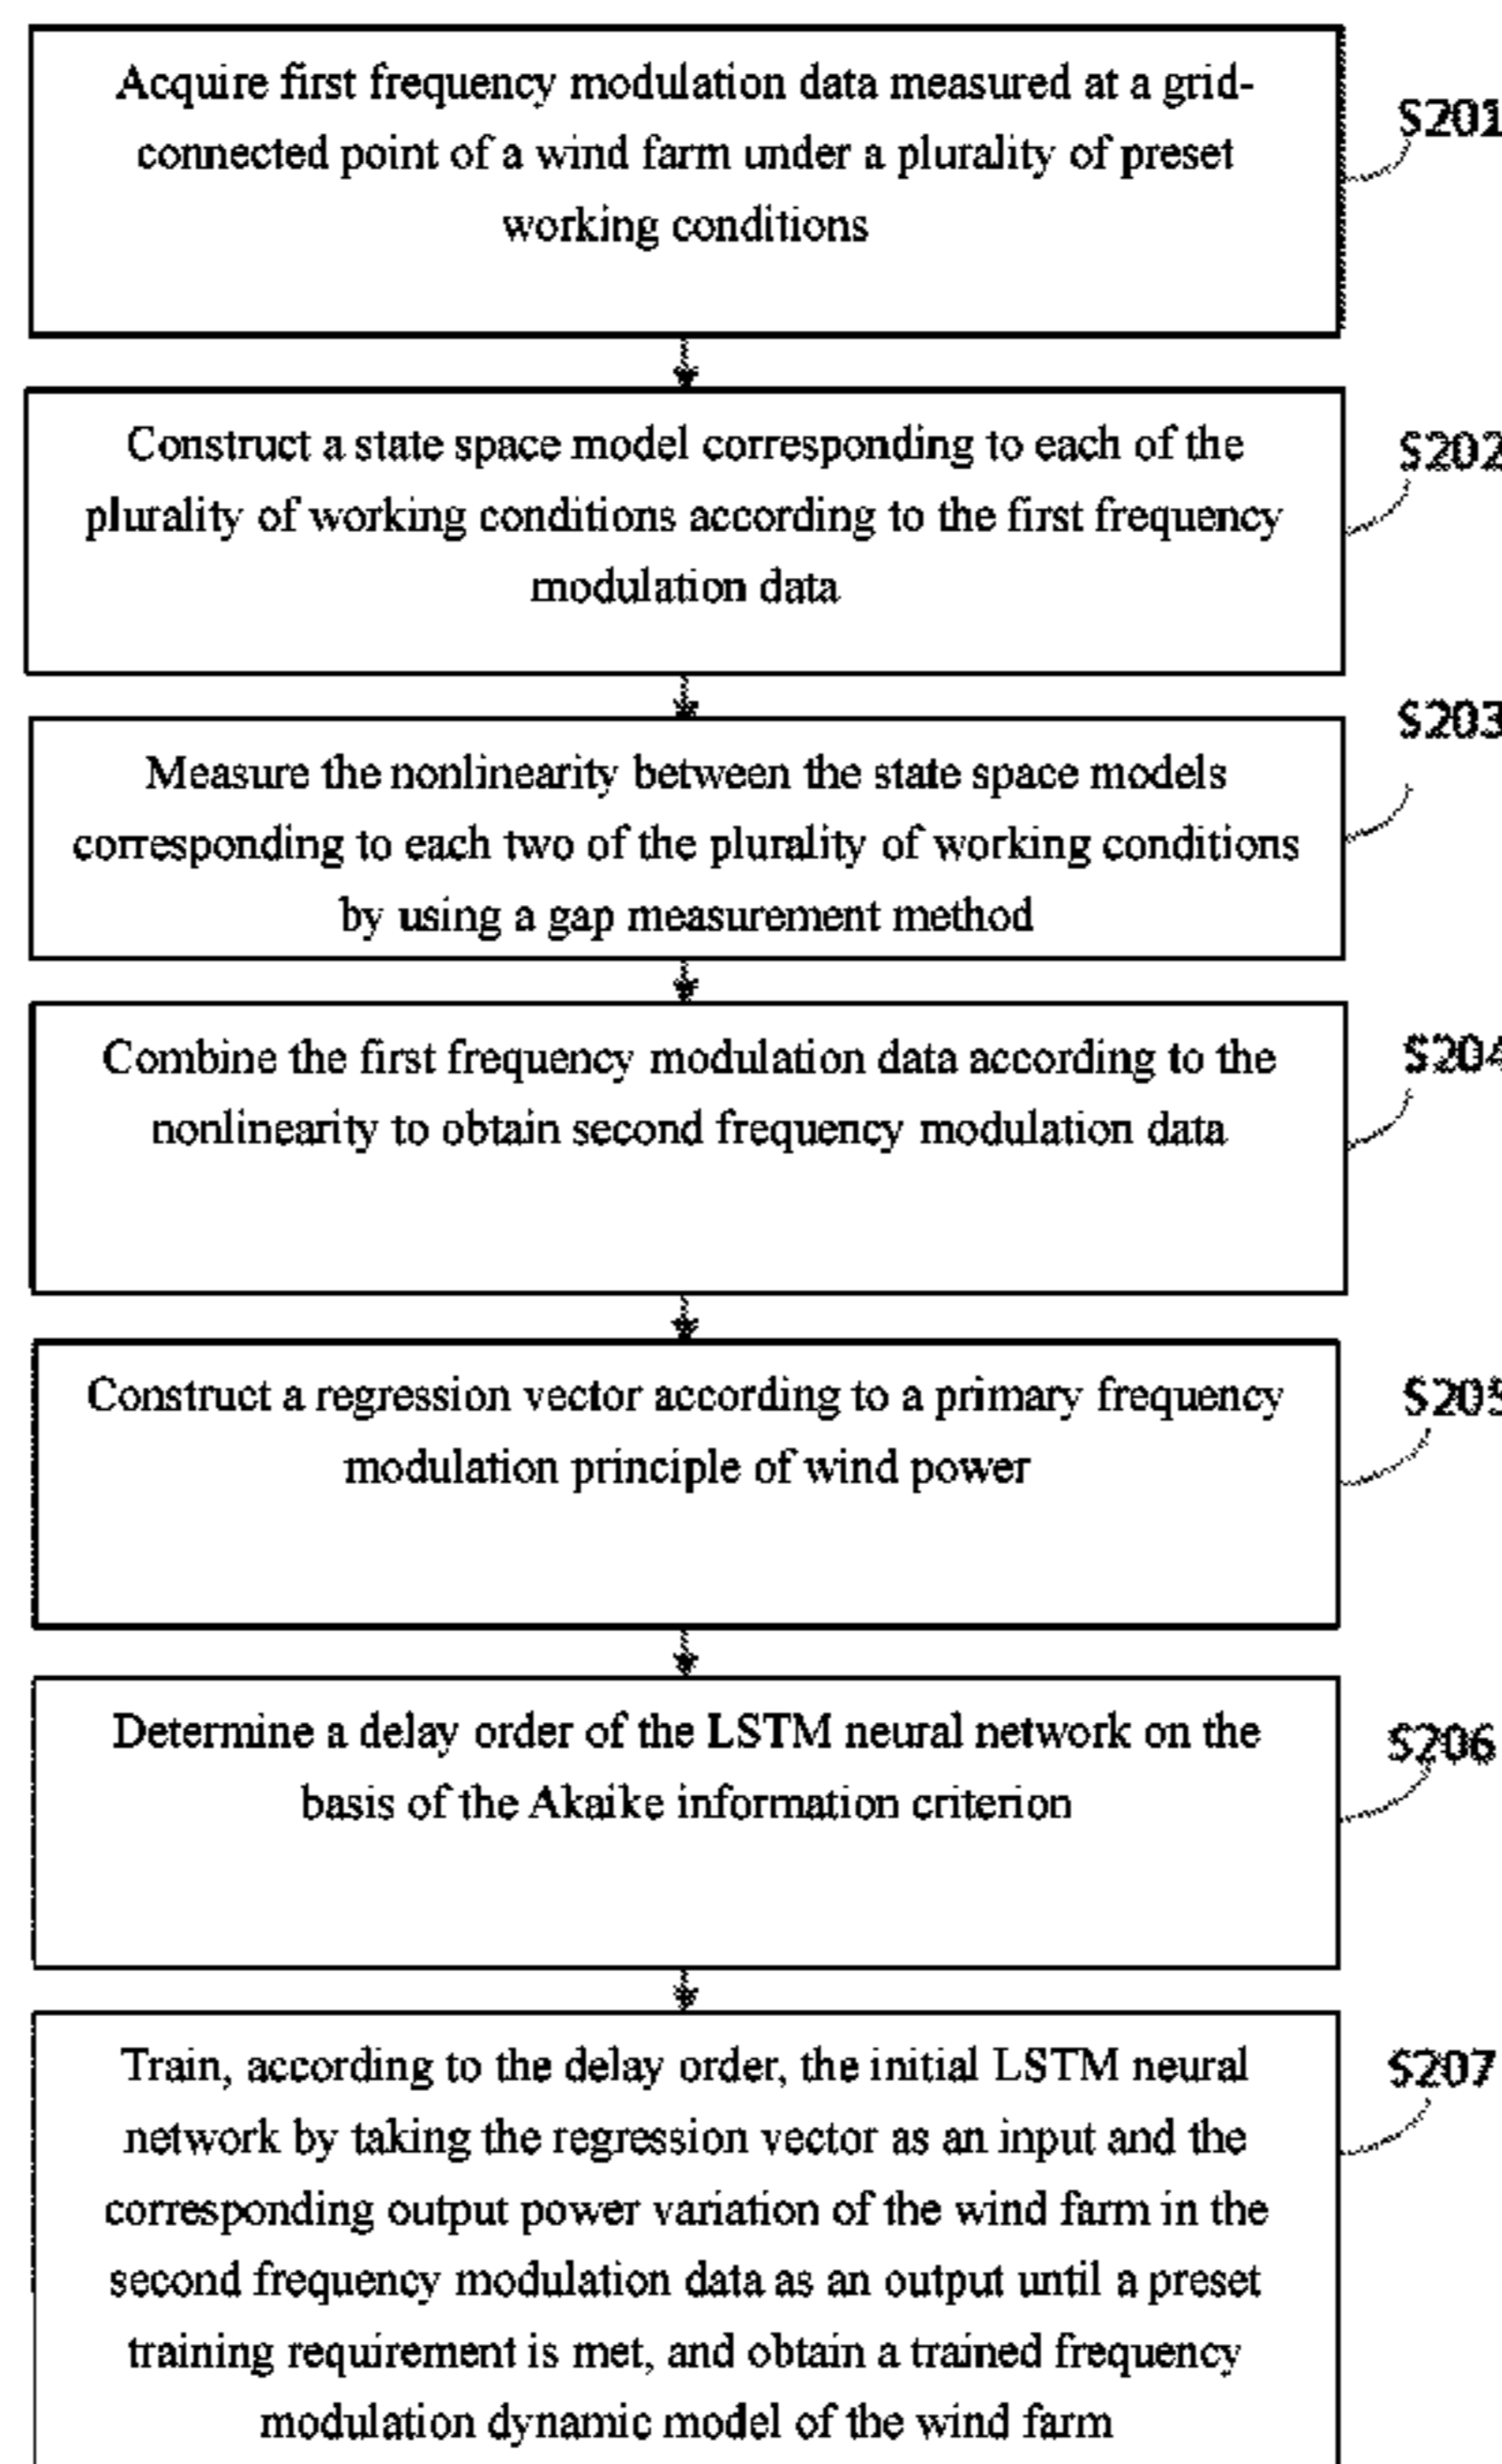 Acquire first frequency modulation data measured at a grid-
connected point of a wind farm under a plurality of preset
working conditions
S201
Construct a state space model corresponding to each of the
plurality of working conditions according to the first frequency
modulation data
S202
Measure the nonlinearity between the state space models
corresponding to each two of the plurality of working conditions
by using a gap measurement method
S203
Combine the first frequency modulation data according to the
nonlinearity to obtain second frequency modulation data
S204
Construct a regression vector according to a primary frequency
modulation principle of wind power
S205
Determine a delay order of the LSTM neural network on the
basis of the Akaike information criterion
S206
Train, according to the delay order, the initial LSTM neural
network by taking the regression vector as an input and the
corresponding output power variation of the wind farm in the
second frequency modulation data as an output until a preset
training requirement is met, and obtain a trained frequency
modulation dynamic model of the wind farm
S207